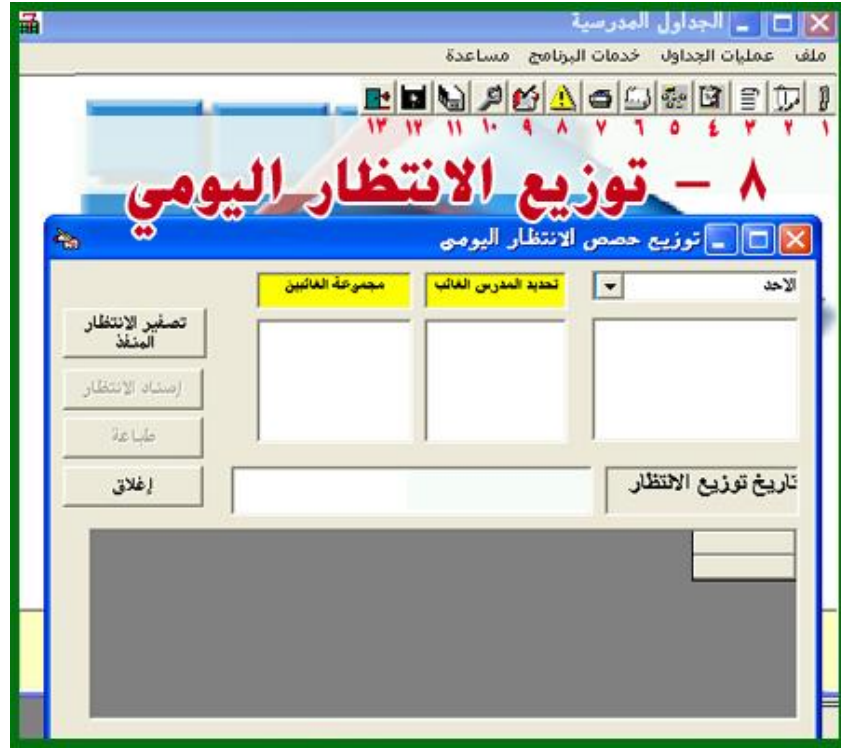 الجداول المدرسية
ملف عمليات الجداول خدمات البرنامج مساعدة
١ ٢ ٣ ٤ ٥ ٦ ٧ ٨ ٩ ١٠ ١١ ١٢ ١٣
٨ - توزيع الانتظار اليومي
توزيع حصص الانتظار اليومي
الاحد
تحديد المدرس الغائب
مجموعة الغائبين
تصفير الانتظار
المنفذ
إسناد الانتظار
طباعة
تاريخ توزيع الانتظار
إغلاق